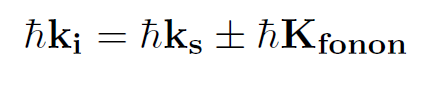 ℏk_i = ℏk_s ± ℏK_fonon